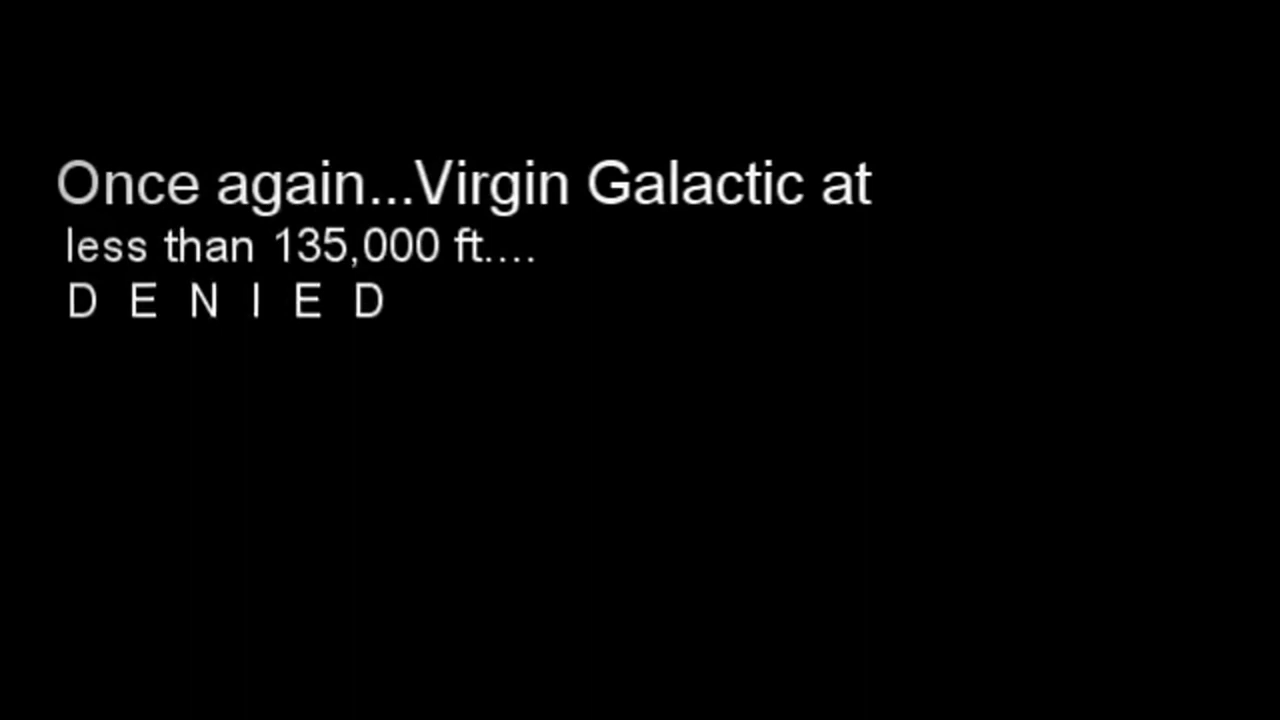 Once again...Virgin Galactic at
less than 135,000 ft....
D E N I E D